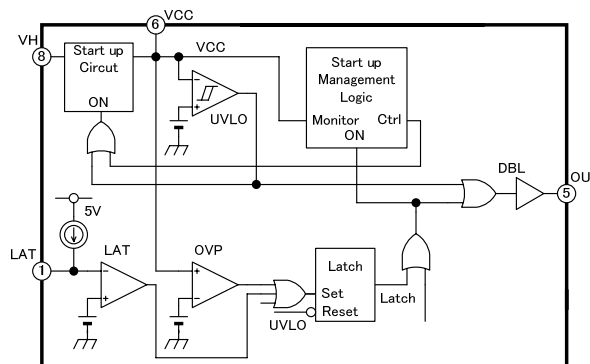 VCC
6
VH
8
Start up
Circut
ON
VCC
UVLO
Start up
Management
Logic
Monitor Ctrl
ON
DBL
OU
5
5V
LAT
1
LAT
OVP
Latch
Set
Reset
Latch
UVLO